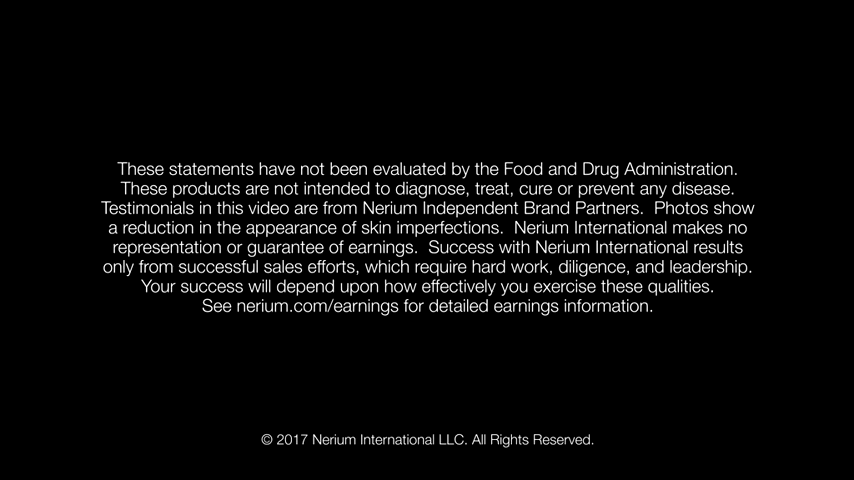 These statements have not been evaluated by the Food and Drug Administration.
These products are not intended to diagnose, treat, cure or prevent any disease.
Testimonials in this video are from Nerium Independent Brand Partners.  Photos show
a reduction in the appearance of skin imperfections.  Nerium International makes no
representation or guarantee of earnings.  Success with Nerium International results
only from successful sales efforts, which require hard work, diligence, and leadership.
Your success will depend upon how effectively you exercise these qualities.
See nerium.com/earnings for detailed earnings information.
© 2017 Nerium International LLC. All Rights Reserved.